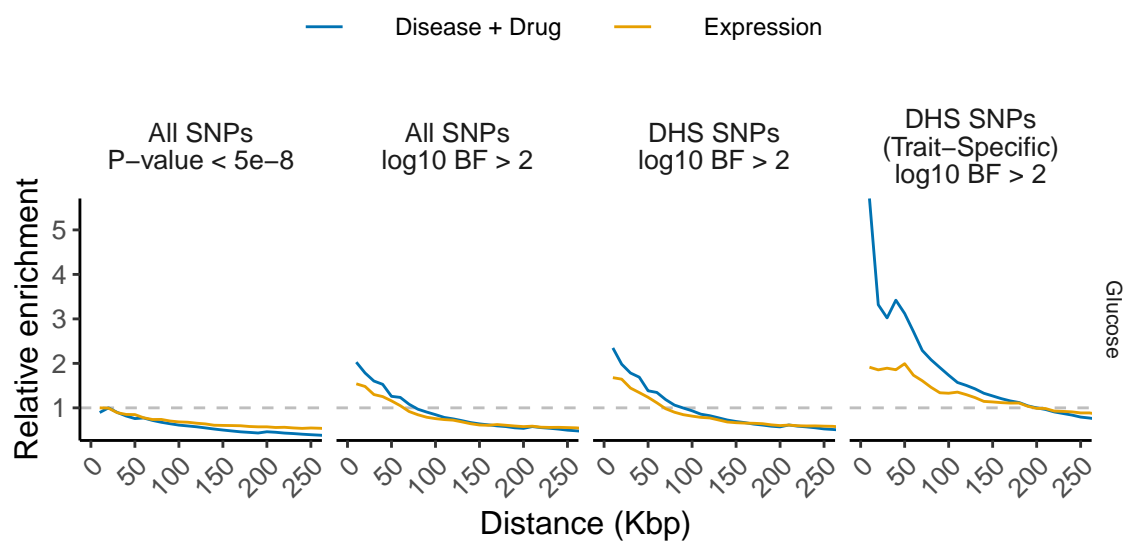 Disease + Drug
Expression
All SNPs
P−value < 5e−8
All SNPs
log10 BF > 2
DHS SNPs
log10 BF > 2
DHS SNPs
(Trait−Specific)
log10 BF > 2
Relative enrichment
5
4
3
2
1
Glucose
0 50 100 150 200 250
0 50 100 150 200 250
0 50 100 150 200 250
0 50 100 150 200 250
Distance (Kbp)